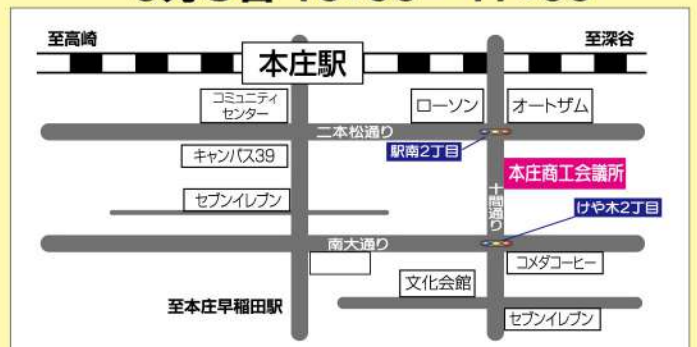 至高崎
至深谷
本庄駅
コミュニティ
センター
ローソン
オートザム
二本松通り
駅南2丁目
キャンパス39
本庄商工会議所
セブンイレブン
十間通り
けや木2丁目
南大通り
コメダコーヒー
文化会館
至本庄早稲田駅
セブンイレブン